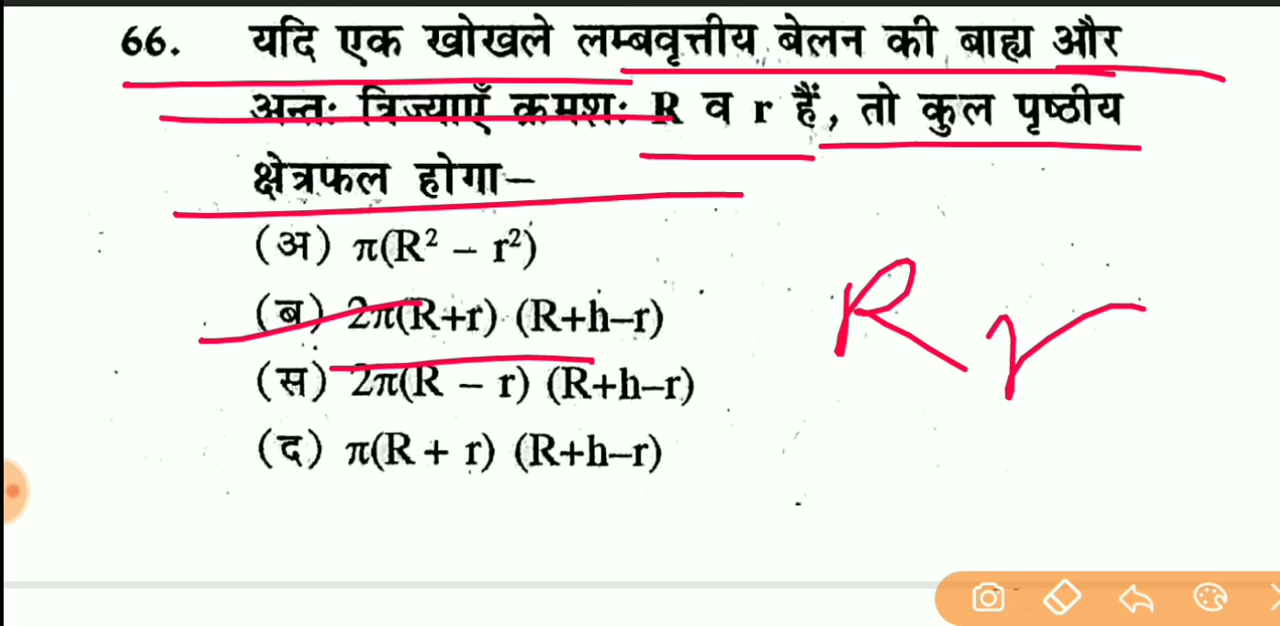 66. यदि एक खोखले लम्बवृत्तीय बेलन की बाह्य और
अन्तः त्रिज्याएँ क्रमशः R व r हैं, तो कुल पृष्ठीय
क्षेत्रफल होगा–
(अ) π(R² – r²)
(ब) 2π(R+r) (R+h–r)
(स) 2π(R – r) (R+h–r)
(द) π(R + r) (R+h–r)
R r